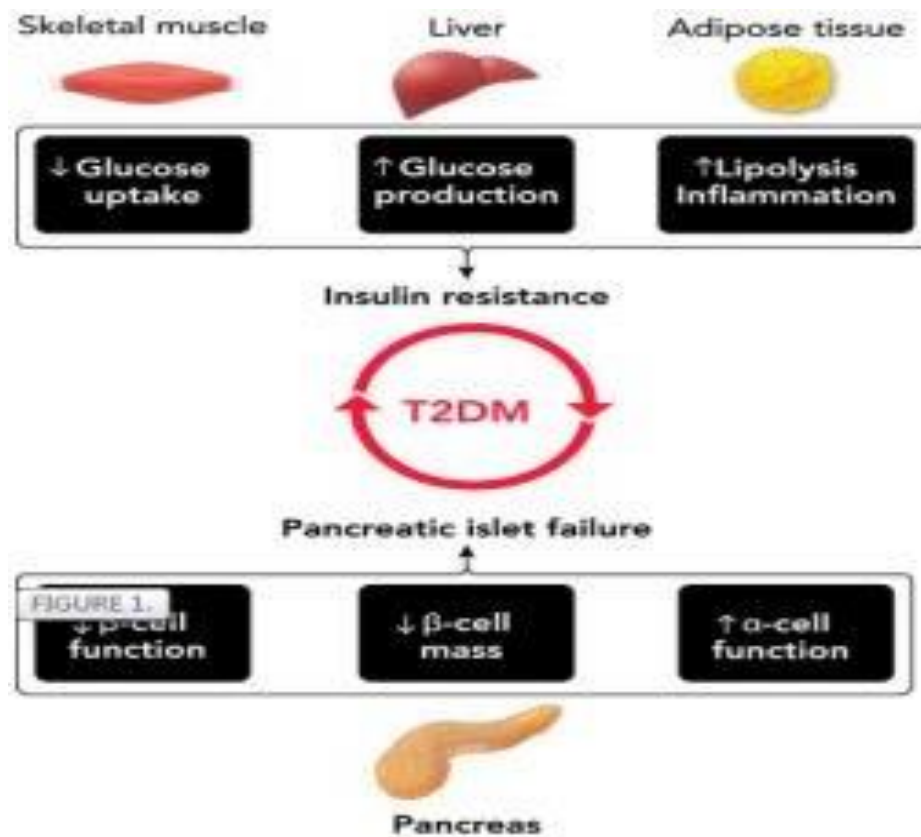 Skeletal muscle
Liver
Adipose tissue
↓ Glucose
uptake
↑ Glucose
production
↑Lipolysis
Inflammation
Insulin resistance
T2DM
Pancreatic islet failure
FIGURE 1.
↓ β-cell
function
↓ β-cell
mass
↑ α-cell
function
Pancreas